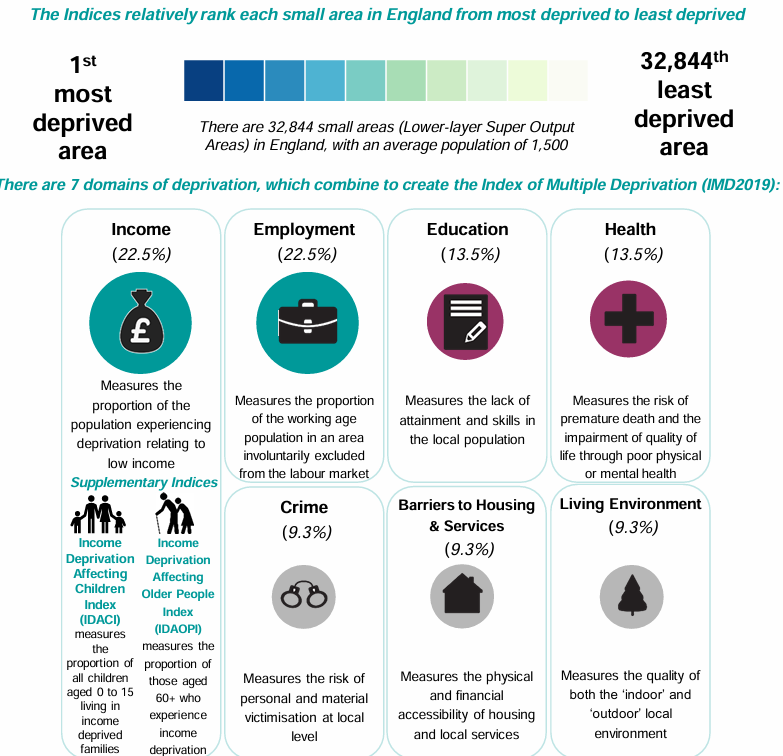 The Indices relatively rank each small area in England from most deprived to least deprived
1st
most
deprived
area
There are 32,844 small areas (Lower-layer Super Output
Areas) in England, with an average population of 1,500
32,844th
least
deprived
area
There are 7 domains of deprivation, which combine to create the Index of Multiple Deprivation (IMD2019):
Income
(22.5%)
£
Measures the
proportion of the
population experiencing
deprivation relating to
low income
Supplementary Indices
Income
Deprivation
Affecting
Children
Index
(IDACI)
measures
the
proportion of
all children
aged 0 to 15
living in
income
deprived
families
Income
Deprivation
Affecting
Older People
Index
(IDAOPI)
measures the
proportion of
those aged
60+ who
experience
income
deprivation
Employment
(22.5%)
Measures the proportion
of the working age
population in an area
involuntarily excluded
from the labour market
Education
(13.5%)
Measures the lack of
attainment and skills in
the local population
Health
(13.5%)
Measures the risk of
premature death and the
impairment of quality of
life through poor physical
or mental health
Crime
(9.3%)
Measures the risk of
personal and material
victimisation at local
level
Barriers to Housing
& Services
(9.3%)
Measures the physical
and financial
accessibility of housing
and local services
Living Environment
(9.3%)
Measures the quality of
both the ‘indoor’ and
‘outdoor’ local
environment